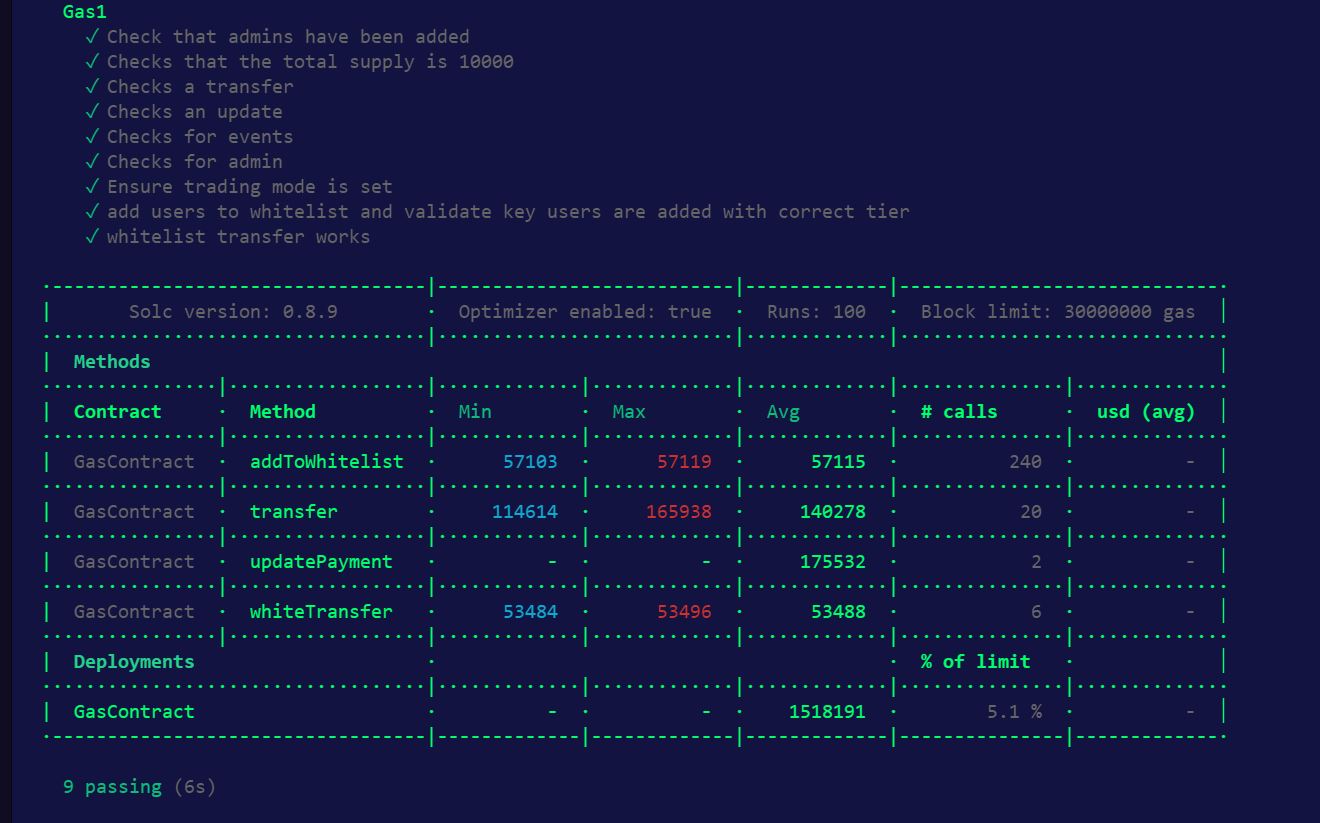 Gas1
✓ Check that admins have been added
✓ Checks that the total supply is 10000
✓ Checks a transfer
✓ Checks an update
✓ Checks for events
✓ Checks for admin
✓ Ensure trading mode is set
✓ add users to whitelist and validate key users are added with correct tier
✓ whitelist transfer works
Solc version: 0.8.9 · Optimizer enabled: true · Runs: 100 · Block limit: 30000000 gas
Methods
Contract · Method · Min · Max · Avg · # calls · usd (avg)
GasContract · addToWhitelist · 57103 · 57119 · 57115 · 240 · -
GasContract · transfer · 114614 · 165938 · 140278 · 20 · -
GasContract · updatePayment · - · - · 175532 · 2 · -
GasContract · whiteTransfer · 53484 · 53496 · 53488 · 6 · -
Deployments · · % of limit ·
GasContract · - · - · 1518191 · 5.1 % · -
9 passing (6s)